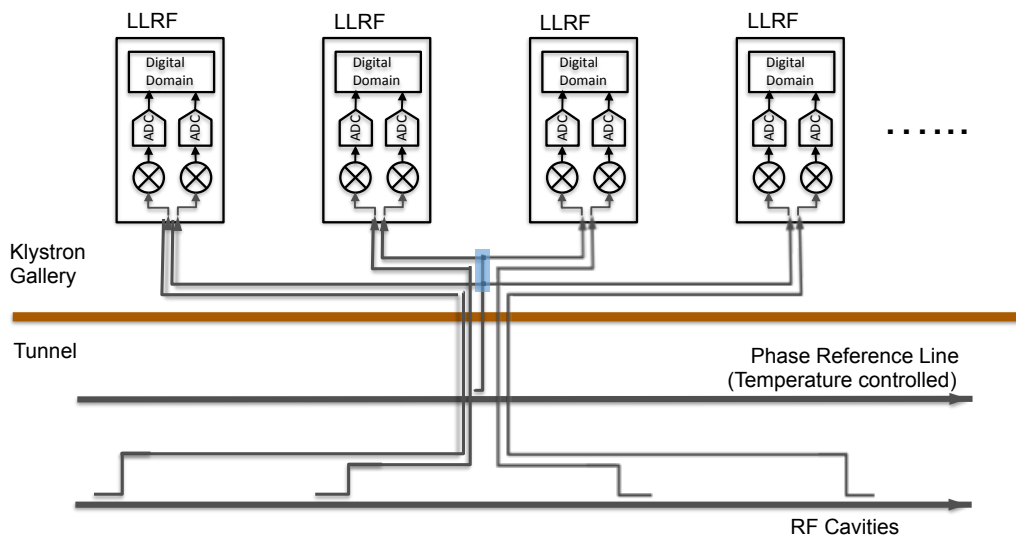 LLRF
LLRF
LLRF
LLRF
Digital
Domain
Digital
Domain
Digital
Domain
Digital
Domain
ADC
ADC
ADC
ADC
ADC
ADC
ADC
ADC
......
Klystron
Gallery
Tunnel
Phase Reference Line
(Temperature controlled)
RF Cavities